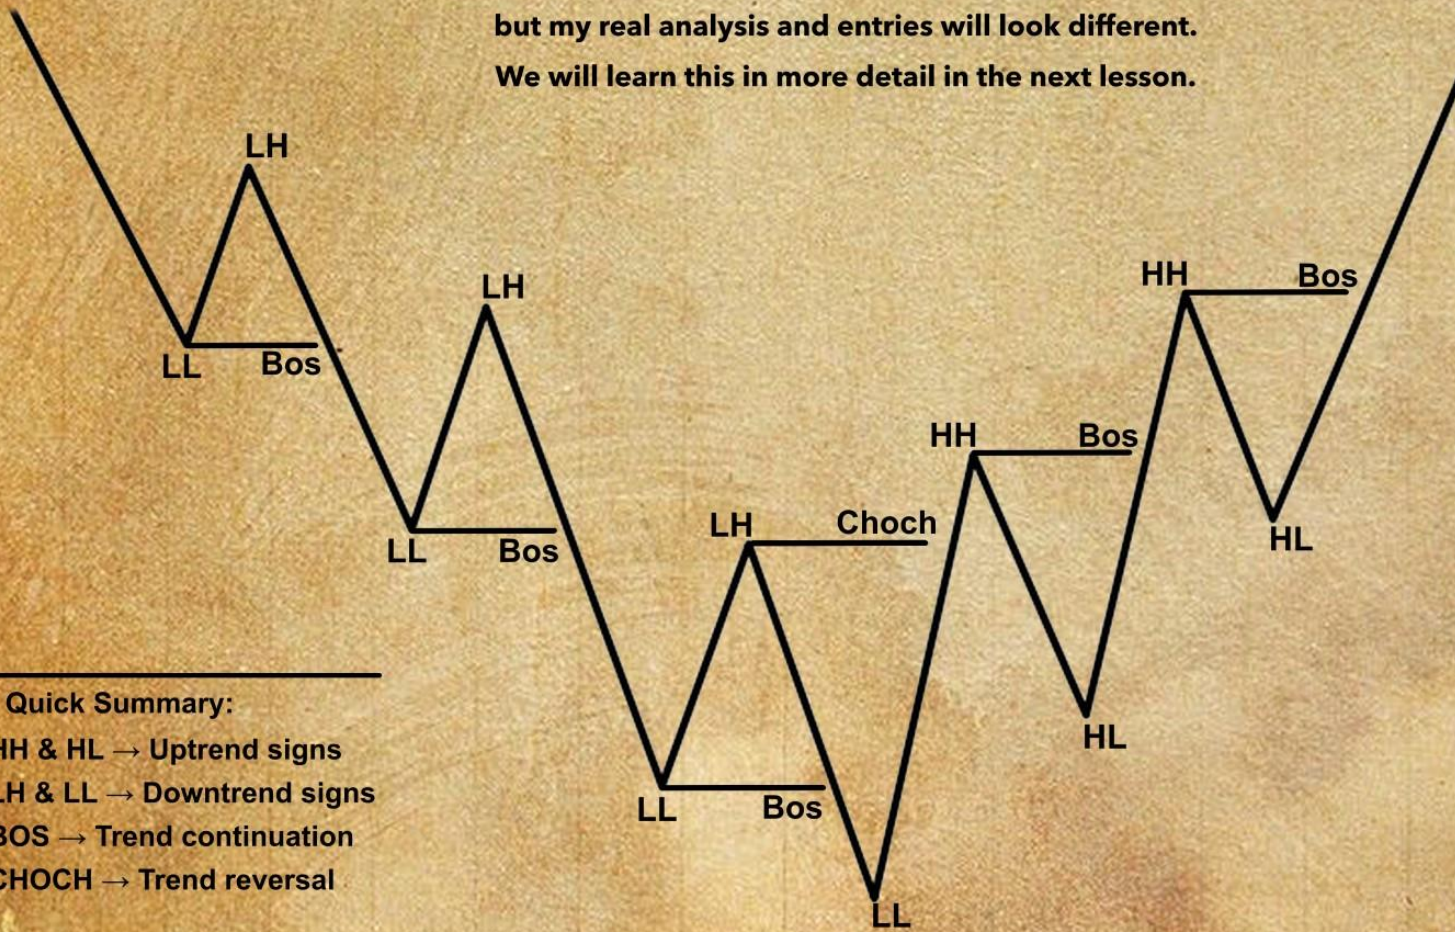 but my real analysis and entries will look different.
We will learn this in more detail in the next lesson.
LH
LL
Bos
LH
LL
Bos
LH
Choch
LL
Bos
LL
HH
Bos
HL
HH
Bos
HL
Quick Summary:
HH & HL → Uptrend signs
LH & LL → Downtrend signs
BOS → Trend continuation
CHOCH → Trend reversal